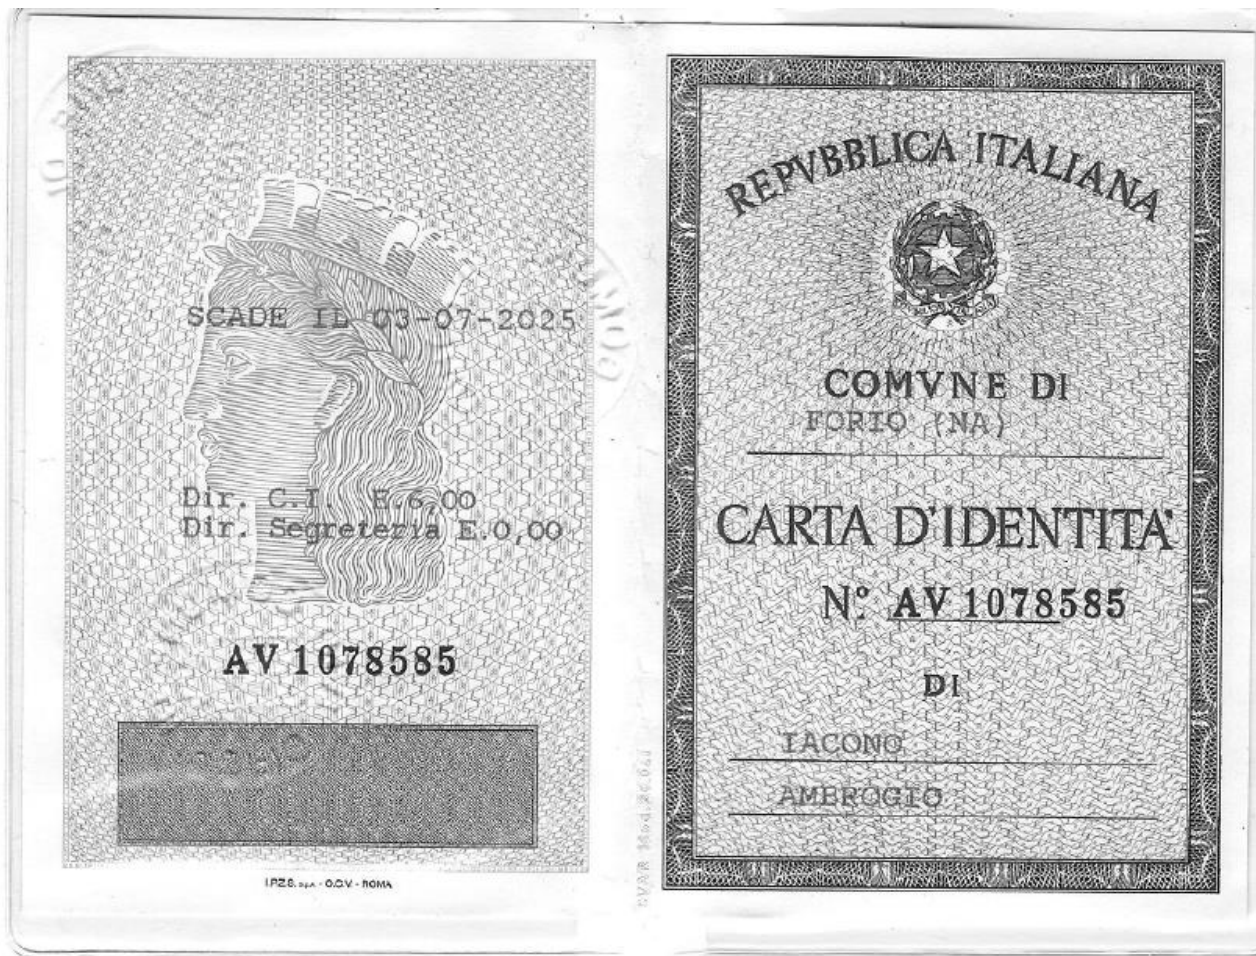 SCADE IL 03-07-2025
Dir. C.I. E.6,00
Dir. Segreteria E.0,00
AV 1078585
I.P.Z.S. S.p.A. - O.C.V. - ROMA
REPVBBLICA ITALIANA
COMVNE DI
FORIO (NA)
CARTA D'IDENTITA'
N° AV 1078585
DI
IACONO
AMBROGIO